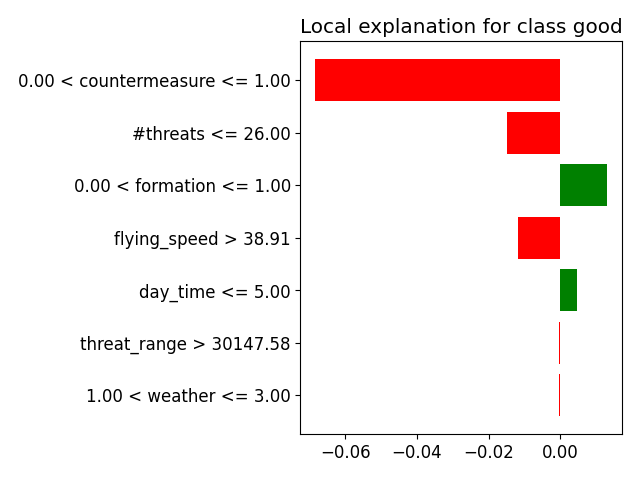 Local explanation for class good
0.00 < countermeasure <= 1.00
#threats <= 26.00
0.00 < formation <= 1.00
flying_speed > 38.91
day_time <= 5.00
threat_range > 30147.58
1.00 < weather <= 3.00
−0.06 −0.04 −0.02 0.00